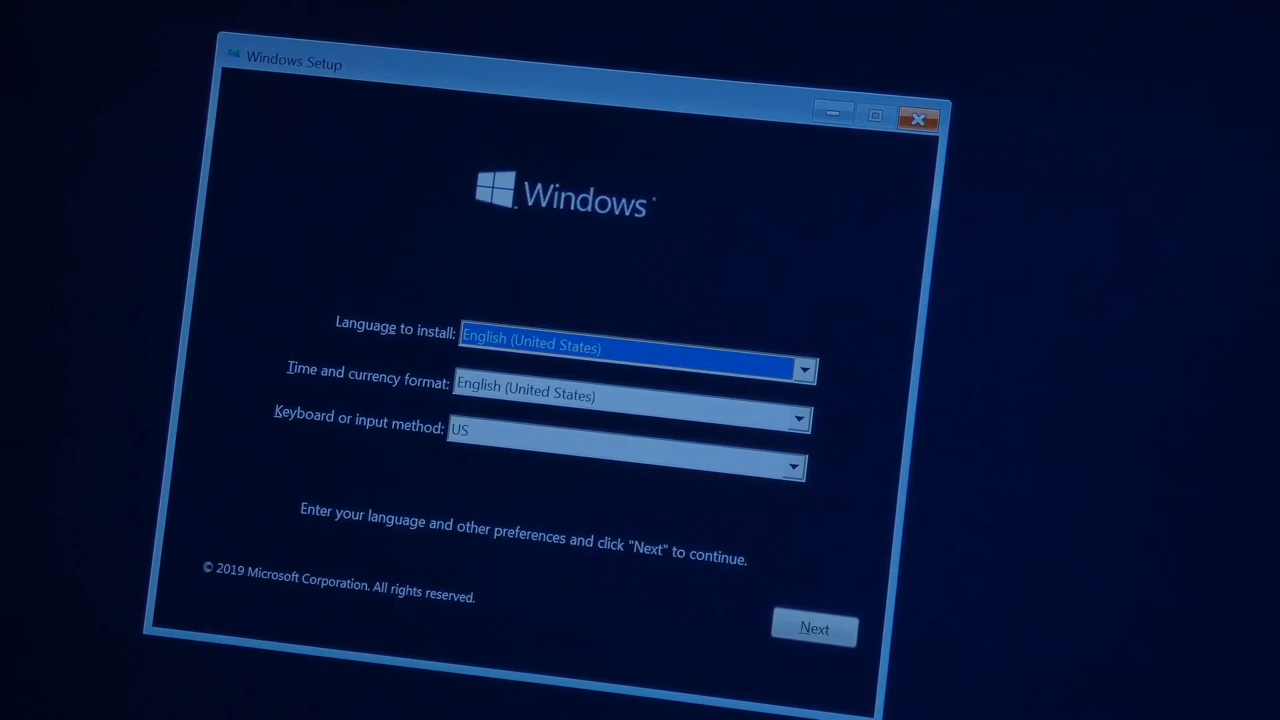 Windows Setup
Windows
Language to install: English (United States)
Time and currency format: English (United States)
Keyboard or input method: US
Enter your language and other preferences and click "Next" to continue.
© 2019 Microsoft Corporation. All rights reserved.
Next